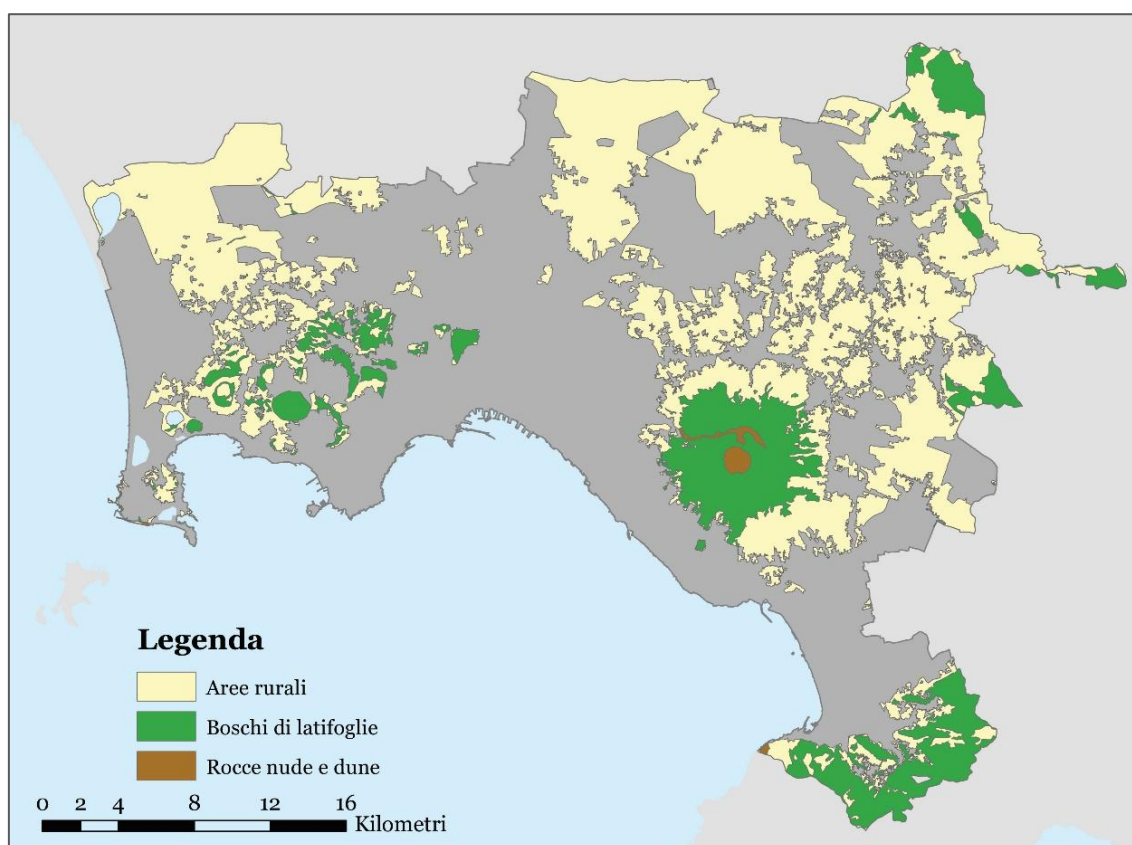 Legenda
Aree rurali
Boschi di latifoglie
Rocce nude e dune
0 2 4 8 12 16
Kilometri